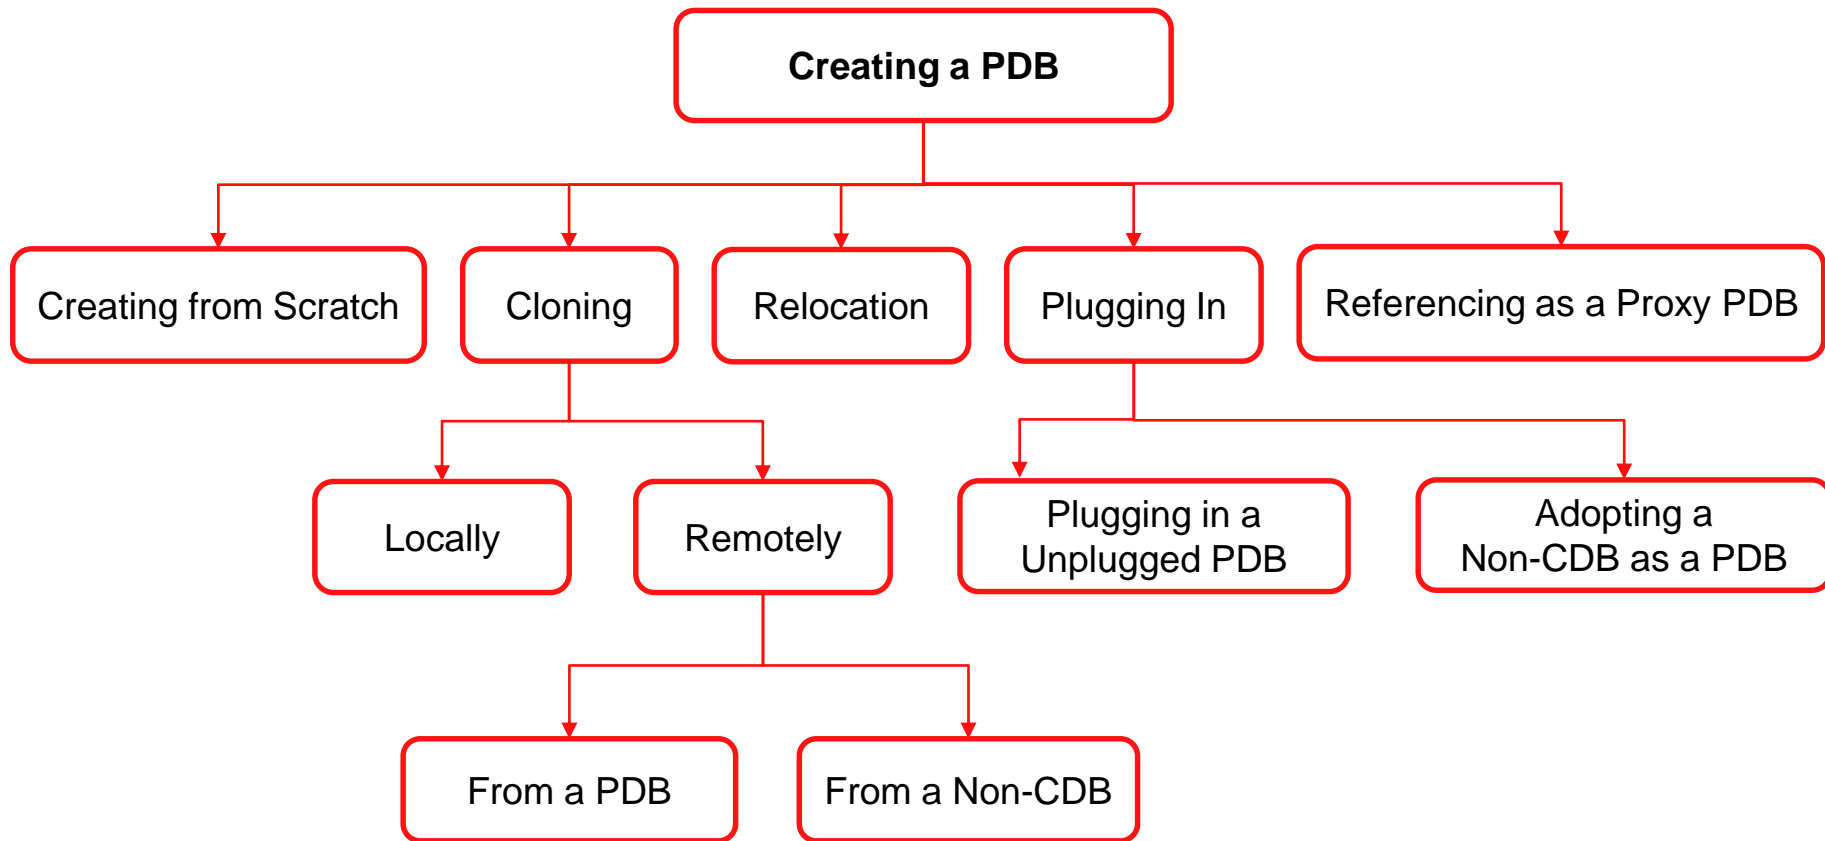 Creating a PDB
Creating from Scratch
Cloning
Relocation
Plugging In
Referencing as a Proxy PDB
Locally
Remotely
Plugging in a
Unplugged PDB
Adopting a
Non-CDB as a PDB
From a PDB
From a Non-CDB